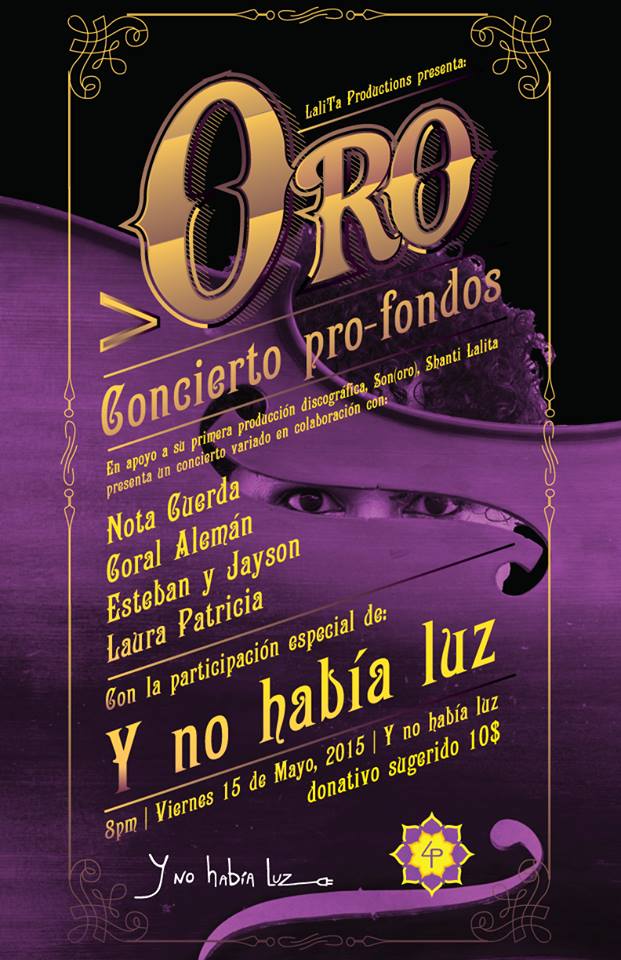 LaliTa Productions presenta:
>ORO
Concierto pro-fondos
En apoyo a su primera producción discográfica, Son(oro), Shanti Lalita
presenta un concierto variado en colaboración con:
Nota Cuerda
Coral Alemán
Esteban y Jayson
Laura Patricia
Con la participación especial de:
Y no había luz
8pm | Viernes 15 de Mayo, 2015 | Y no había luz
donativo sugerido 10$
Y no había Luz
LP